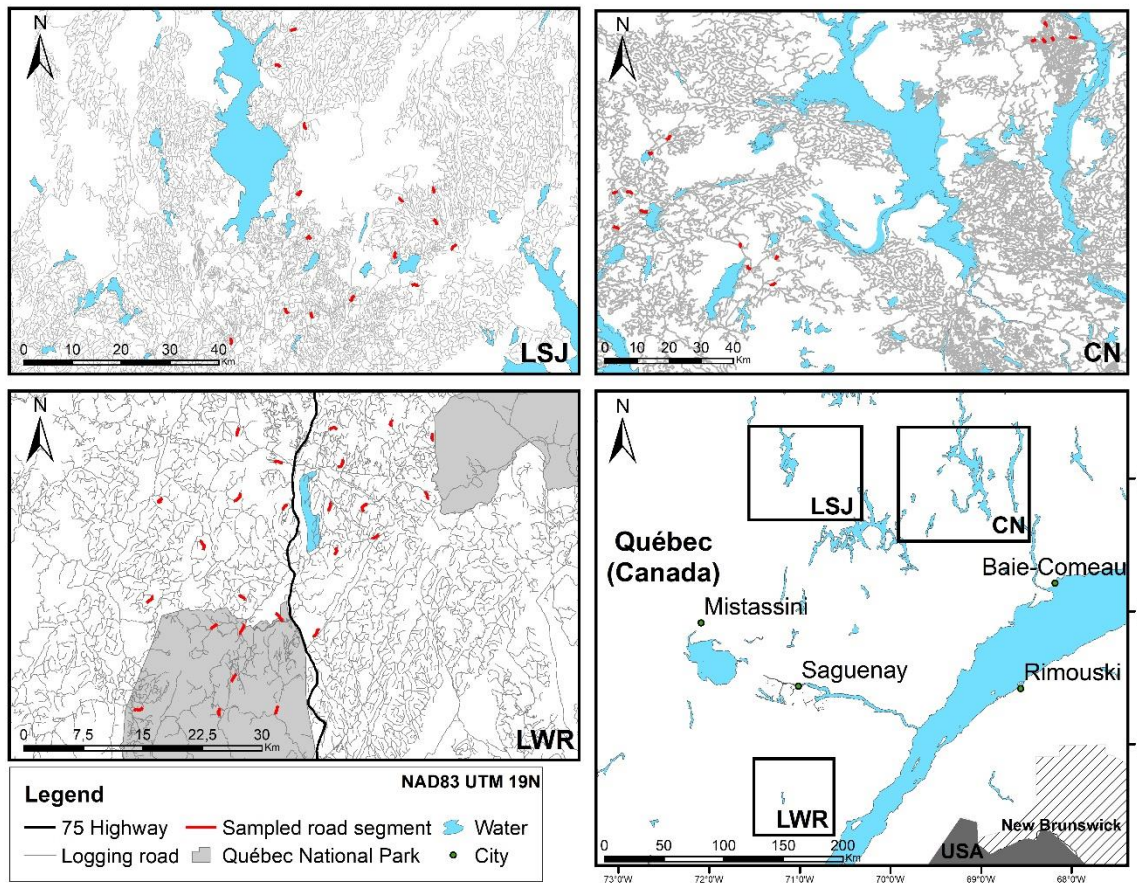 N
0 10 20 30 40
Km
LSJ
N
0 10 20 30 40
Km
CN
N
0 7,5 15 22,5 30
Km
LWR
N
LSJ
CN
Québec
(Canada)
Baie-Comeau
Mistassini
Saguenay
Rimouski
LWR
New Brunswick
USA
0 50 100 150 200
Km
73°0'W 72°0'W 71°0'W 70°0'W 69°0'W 68°0'W
NAD83 UTM 19N
Legend
75 Highway Sampled road segment Water
Logging road Québec National Park City